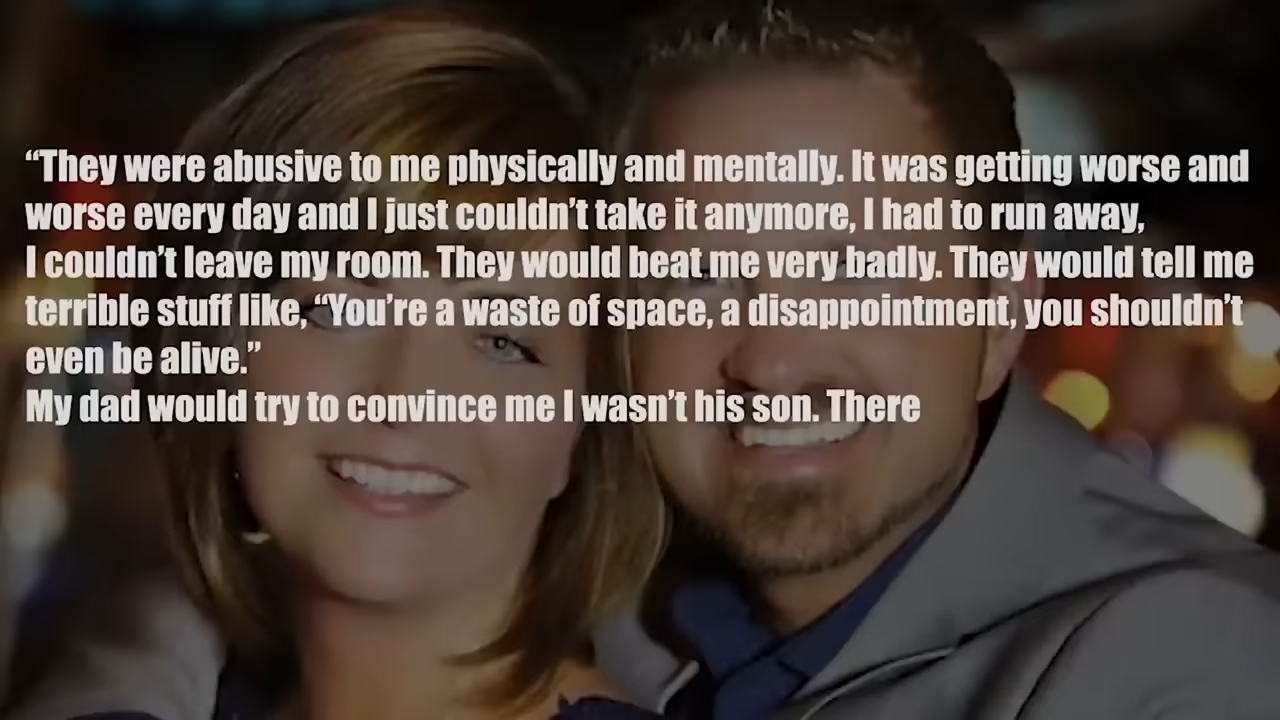 “They were abusive to me physically and mentally. It was getting worse and
worse every day and I just couldn’t take it anymore, I had to run away,
I couldn’t leave my room. They would beat me very badly. They would tell me
terrible stuff like, “You’re a waste of space, a disappointment, you shouldn’t
even be alive.”
My dad would try to convince me I wasn’t his son. There